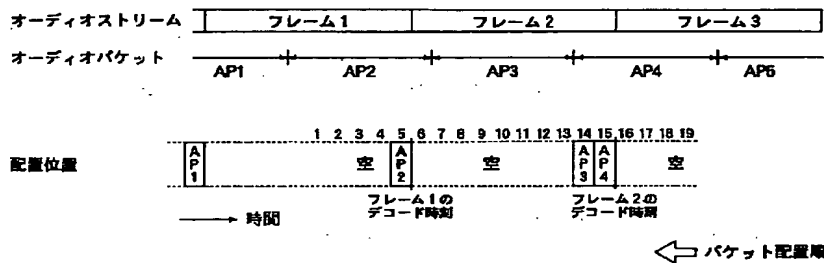 オーディオストリーム フレーム1 フレーム2 フレーム3
オーディオパケット
AP1 AP2 AP3 AP4 AP5
1 2 3 4 5 6 7 8 9 10 11 12 13 14 15 16 17 18 19
配置位置 AP1 空 AP2 空 AP3 AP4 空
フレーム1の フレーム2の
デコード時刻 デコード時刻
時間
パケット配置順